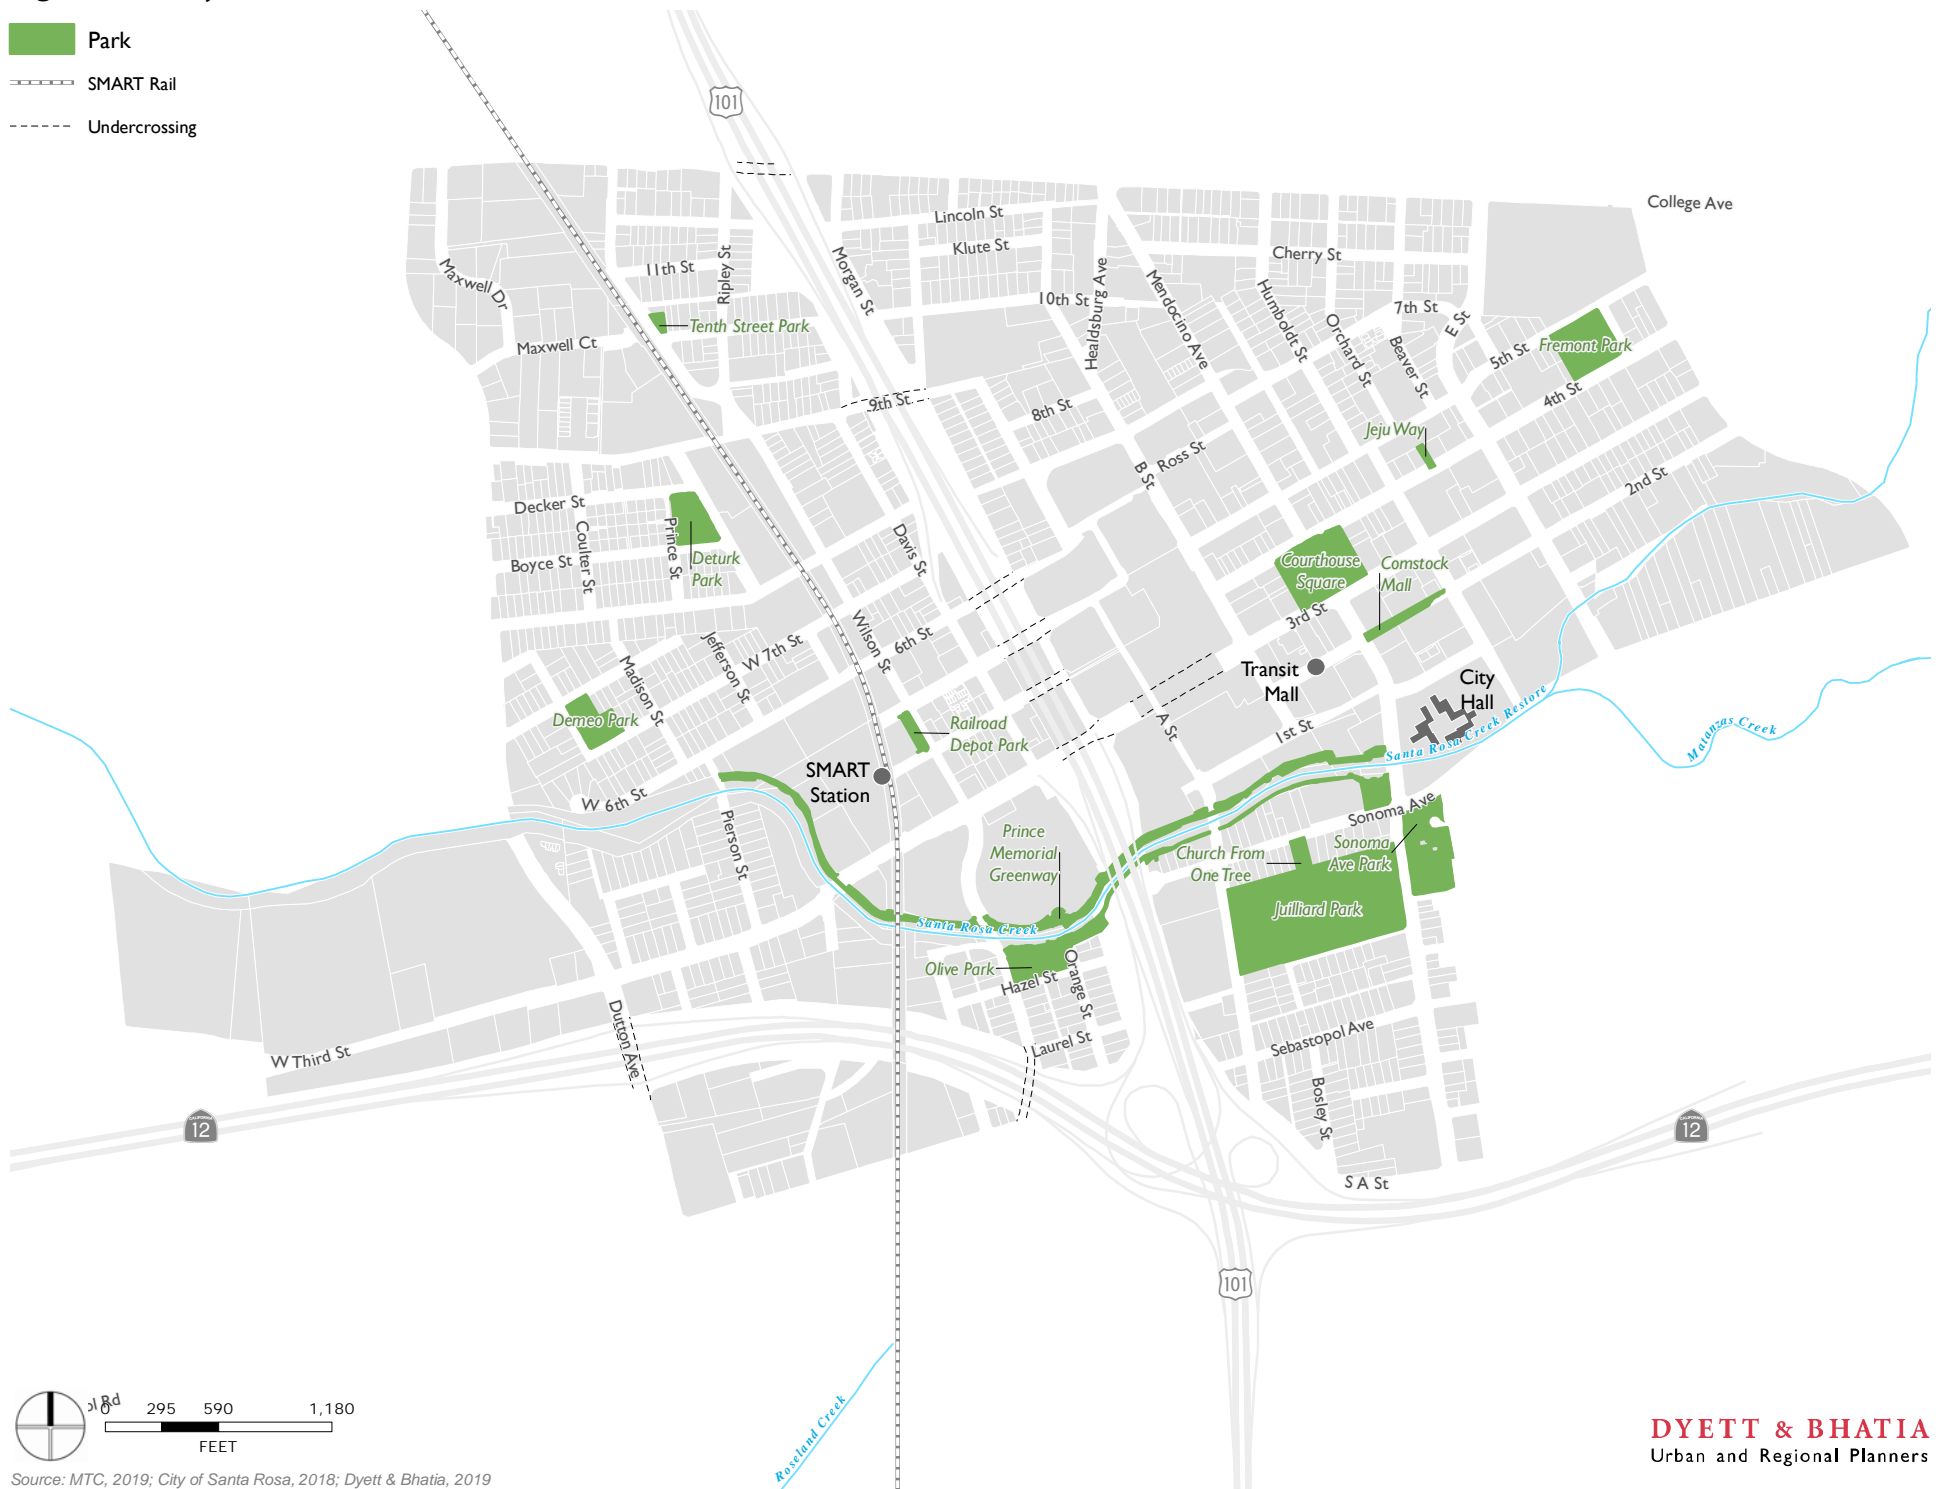 Park
SMART Rail
Undercrossing
101
College Ave
Lincoln St
Klute St
Cherry St
11th St
Ripley St
Morgan St
Maxwell Dr
10th St
Healdsburg Ave
Mendocino Ave
Humboldt St
Orchard St
7th St
E St
Beaver St
5th St
Fremont Park
4th St
Tenth Street Park
Maxwell Ct
9th St
8th St
Jeju Way
Ross St
B St
2nd St
Decker St
Coulter St
Prince St
Boyce St
Deturk
Park
Davis St
Courthouse
Square
Comstock
Mall
3rd St
Wilson St
6th St
Jefferson St
W 7th St
Madison St
Transit
Mall
City
Hall
Demeo Park
Railroad
Depot Park
A St
1st St
Santa Rosa Creek Restore
Matanzas Creek
SMART
Station
W 6th St
Pierson St
Prince
Memorial
Greenway
Sonoma Ave
Church From
One Tree
Sonoma
Ave Park
Juilliard Park
Santa Rosa Creek
Olive Park
Hazel St
Orange St
Laurel St
Dutton Ave
W Third St
Sebastopol Ave
Bosley St
12
12
S A St
101
Roseland Creek
ol Rd
0 295 590 1,180
FEET
DYETT & BHATIA
Urban and Regional Planners
Source: MTC, 2019; City of Santa Rosa, 2018; Dyett & Bhatia, 2019